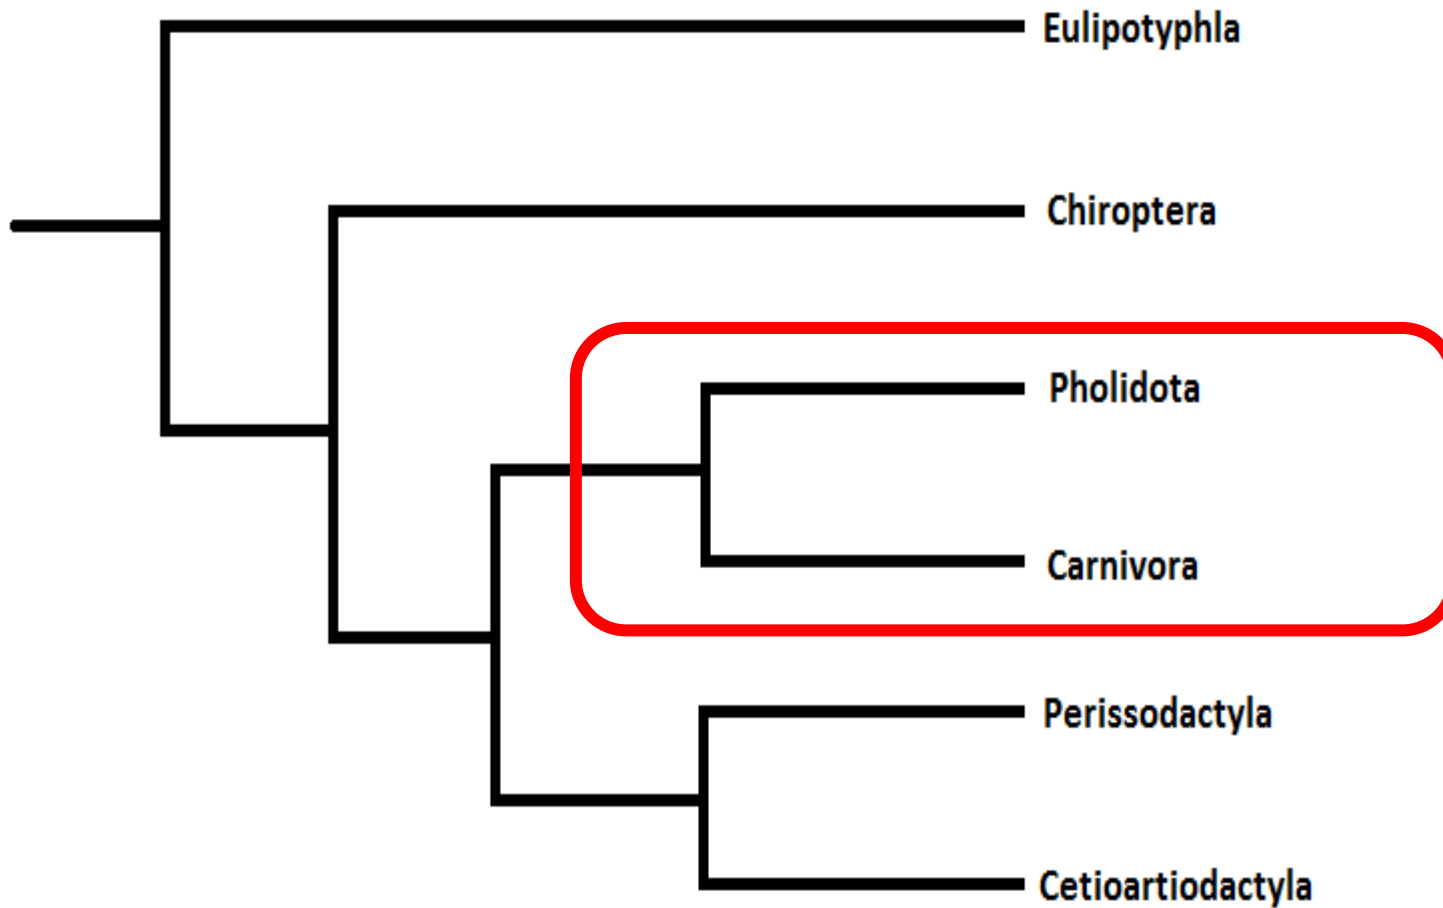 Eulipotyphla
Chiroptera
Pholidota
Carnivora
Perissodactyla
Cetioartiodactyla